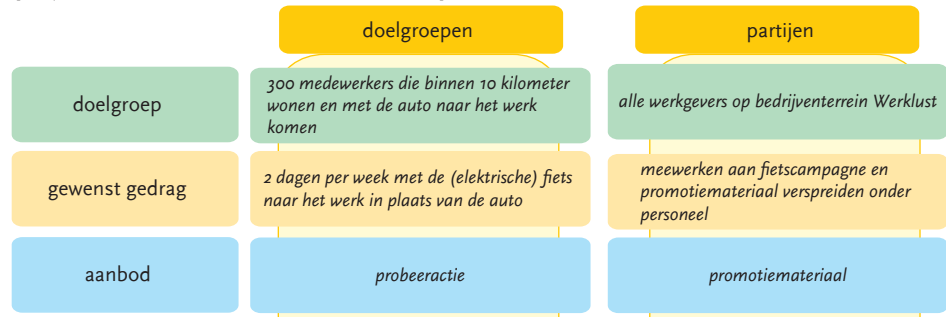 doelgroepen
partijen
doelgroep
300 medewerkers die binnen 10 kilometer
wonen en met de auto naar het werk
komen
alle werkgevers op bedrijventerrein Werklust
gewenst gedrag
2 dagen per week met de (elektrische) fiets
naar het werk in plaats van de auto
meewerken aan fietscampagne en
promotiemateriaal verspreiden onder
personeel
aanbod
probeeractie
promotiemateriaal